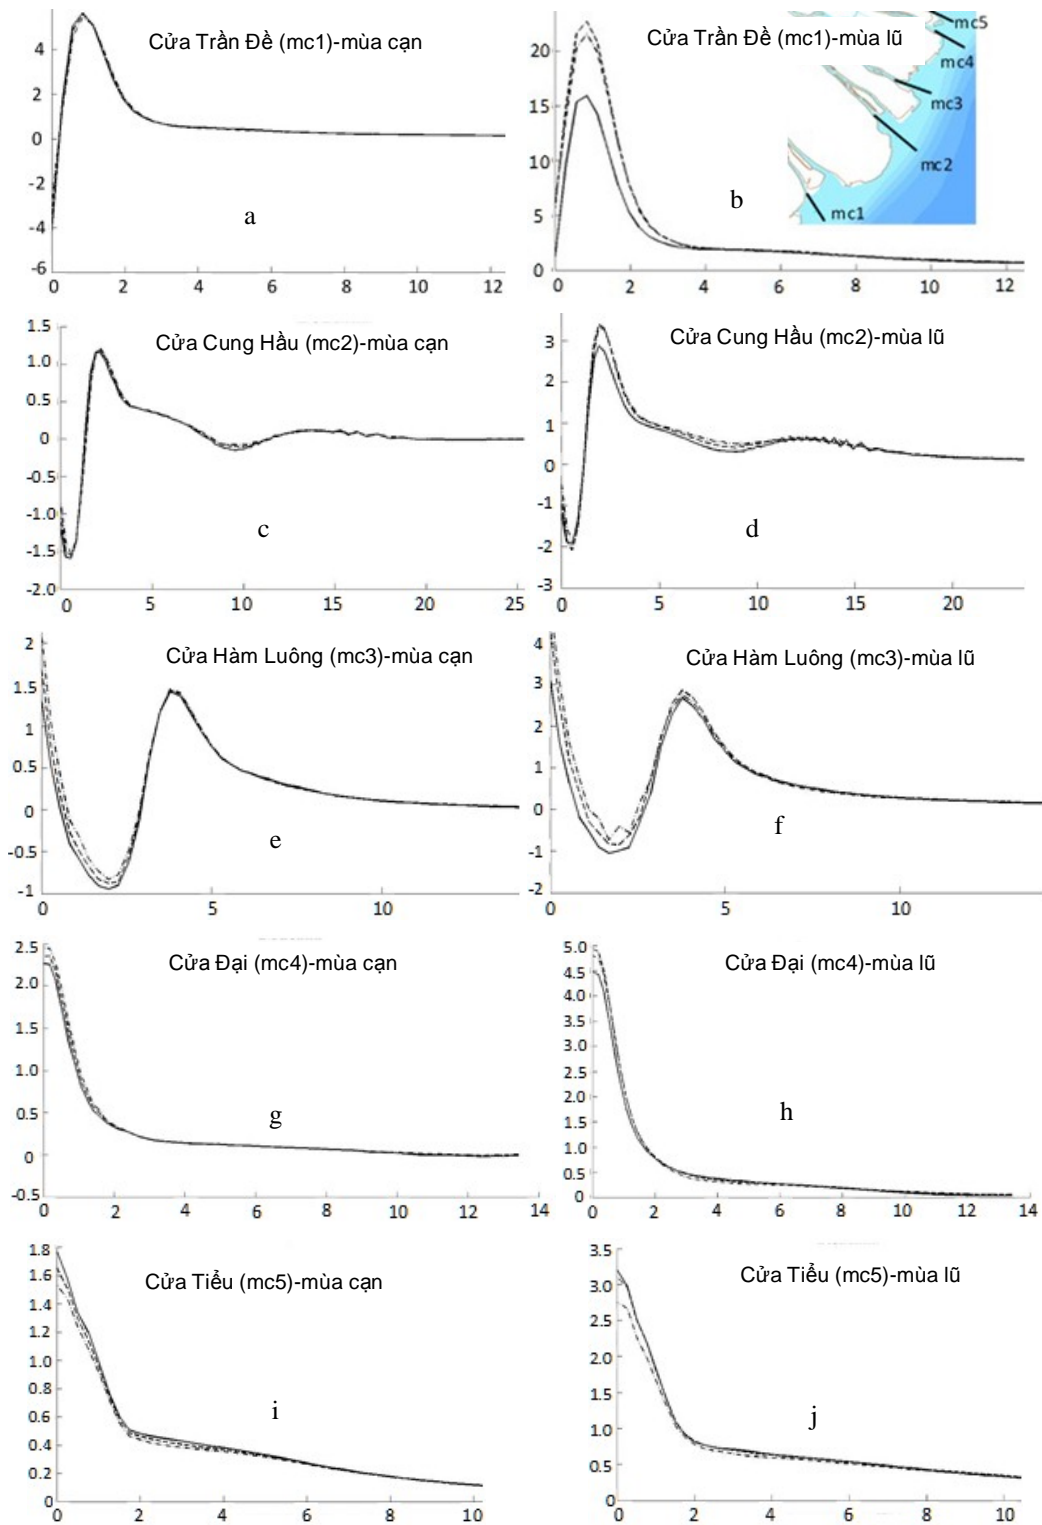 Cửa Trần Đề (mc1)-mùa cạn
6
4
2
0
-2
-4
-6
a
0 2 4 6 8 10 12
Cửa Trần Đề (mc1)-mùa lũ
20
15
10
5
0
b
mc5
mc4
mc3
mc2
mc1
0 2 4 6 8 10 12
Cửa Cung Hầu (mc2)-mùa cạn
1.5
1.0
0.5
0
-0.5
-1.0
-1.5
-2.0
c
0 5 10 15 20 25
Cửa Cung Hầu (mc2)-mùa lũ
3
2
1
0
-1
-2
-3
d
0 5 10 15 20
Cửa Hàm Luông (mc3)-mùa cạn
2
1.5
1
0.5
0
-0.5
-1
e
0 5 10
Cửa Hàm Luông (mc3)-mùa lũ
4
3
2
1
0
-1
-2
f
0 5 10
Cửa Đại (mc4)-mùa cạn
2.5
2.0
1.5
1.0
0.5
0
-0.5
g
0 2 4 6 8 10 12 14
Cửa Đại (mc4)-mùa lũ
5.0
4.5
4.0
3.5
3.0
2.5
2.0
1.5
1.0
0.5
0
h
0 2 4 6 8 10 12 14
Cửa Tiểu (mc5)-mùa cạn
1.8
1.6
1.4
1.2
1.0
0.8
0.6
0.4
0.2
0
i
0 2 4 6 8 10
Cửa Tiểu (mc5)-mùa lũ
3.5
3.0
2.5
2.0
1.5
1.0
0.5
0
j
0 2 4 6 8 10